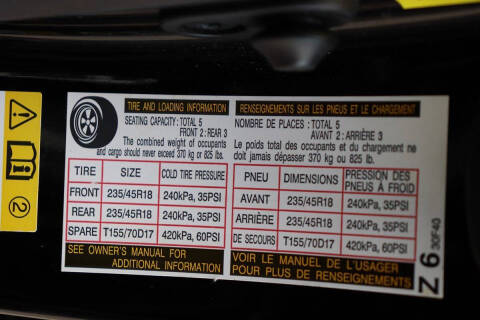 TIRE AND LOADING INFORMATION
SEATING CAPACITY: TOTAL 5
FRONT 2: REAR 3
The combined weight of occupants
and cargo should never exceed 370 kg or 825 lbs.
TIRE SIZE COLD TIRE PRESSURE
FRONT 235/45R18 240kPa, 35PSI
REAR 235/45R18 240kPa, 35PSI
SPARE T155/70D17 420kPa, 60PSI
SEE OWNER'S MANUAL FOR
ADDITIONAL INFORMATION
RENSEIGNEMENTS SUR LES PNEUS ET LE CHARGEMENT
NOMBRE DE PLACES: TOTAL 5
AVANT 2: ARRIÈRE 3
Le poids total des occupants et du chargement ne
doit jamais dépasser 370 kg ou 825 lb.
PNEU DIMENSIONS PRESSION DES
PNEUS À FROID
AVANT 235/45R18 240kPa, 35PSI
ARRIÈRE 235/45R18 240kPa, 35PSI
DE SECOURS T155/70D17 420kPa, 60PSI
VOIR LE MANUEL DE L'USAGER
POUR PLUS DE RENSEIGNEMENTS
Z 6 30F40
2